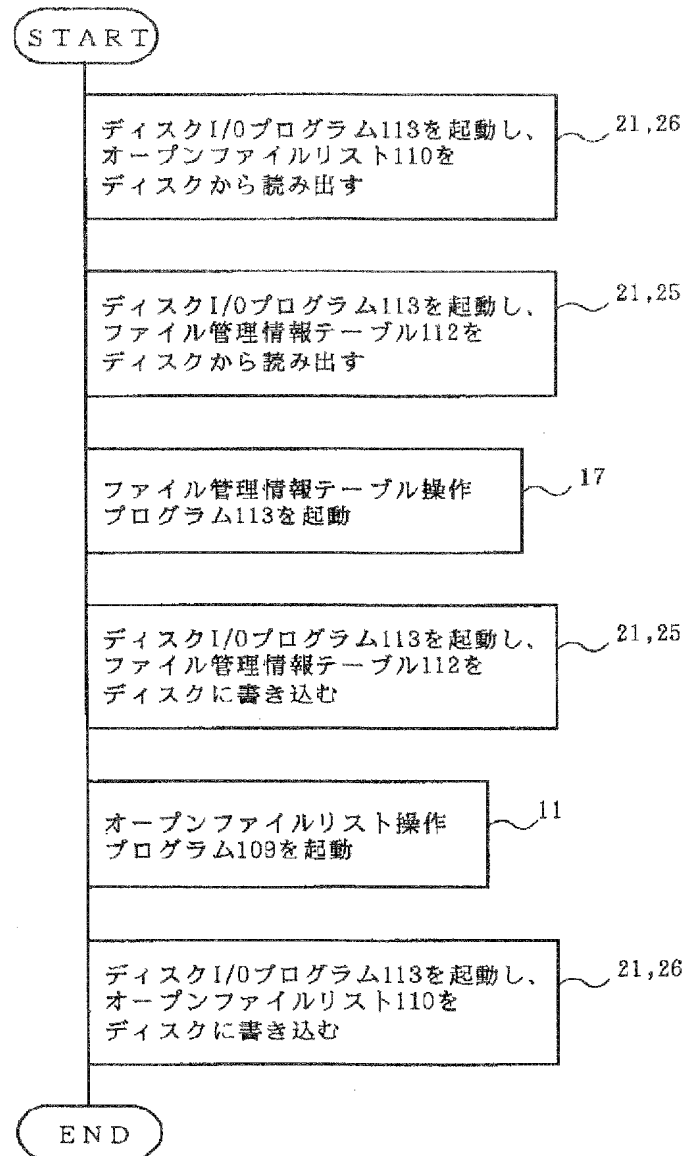 START
ディスクI/Oプログラム113を起動し、
オープンファイルリスト110を
ディスクから読み出す
21,26
ディスクI/Oプログラム113を起動し、
ファイル管理情報テーブル112を
ディスクから読み出す
21,25
ファイル管理情報テーブル操作
プログラム113を起動
17
ディスクI/Oプログラム113を起動し、
ファイル管理情報テーブル112を
ディスクに書き込む
21,25
オープンファイルリスト操作
プログラム109を起動
11
ディスクI/Oプログラム113を起動し、
オープンファイルリスト110を
ディスクに書き込む
21,26
END